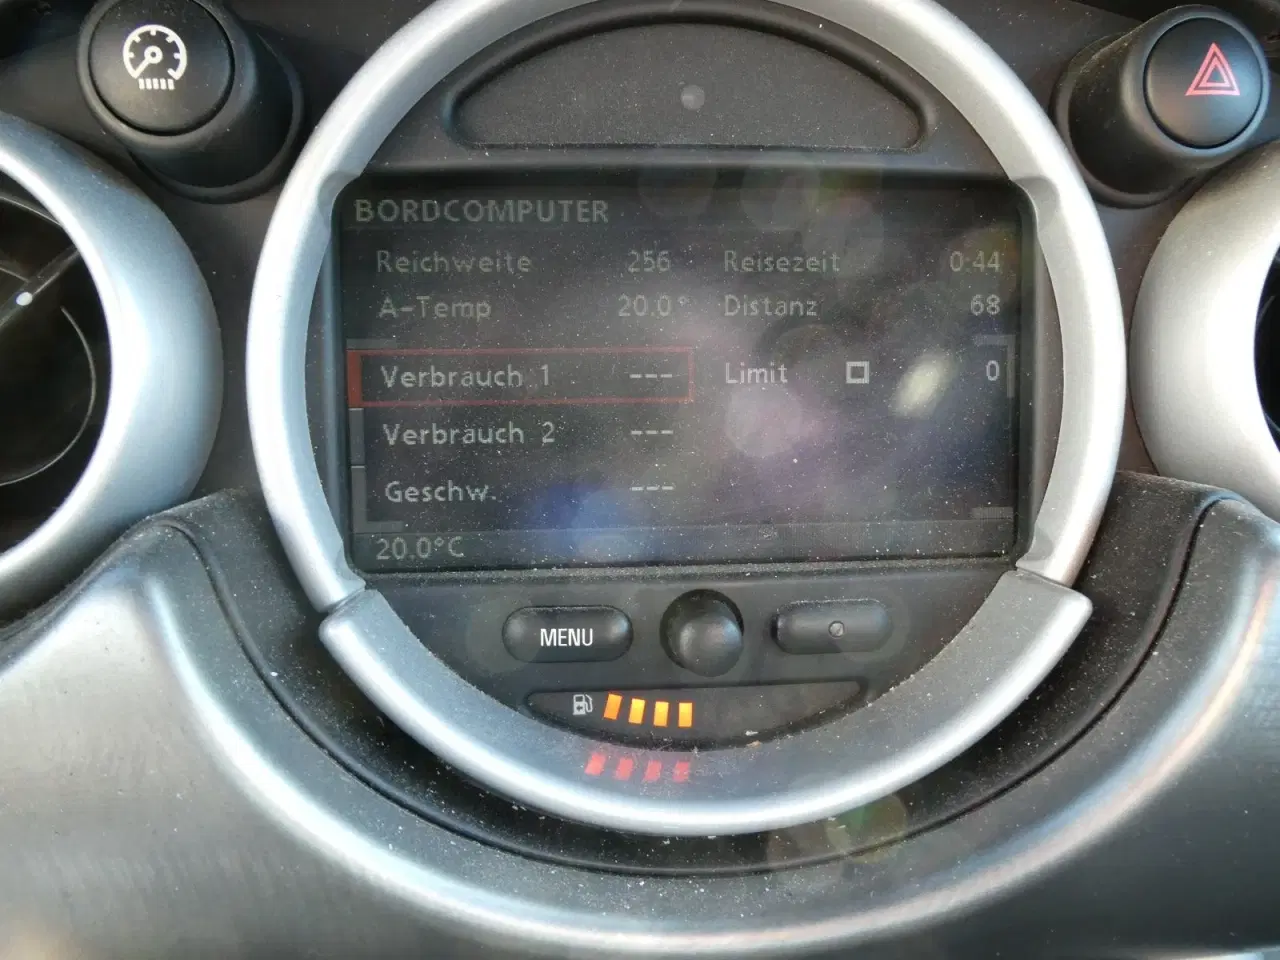 BORDCOMPUTER
Reichweite 256 Reisezeit 0:44
A-Temp 20.0° Distanz 68
Verbrauch 1 --- Limit 0
Verbrauch 2 ---
Geschw. ---
20.0°C
MENU